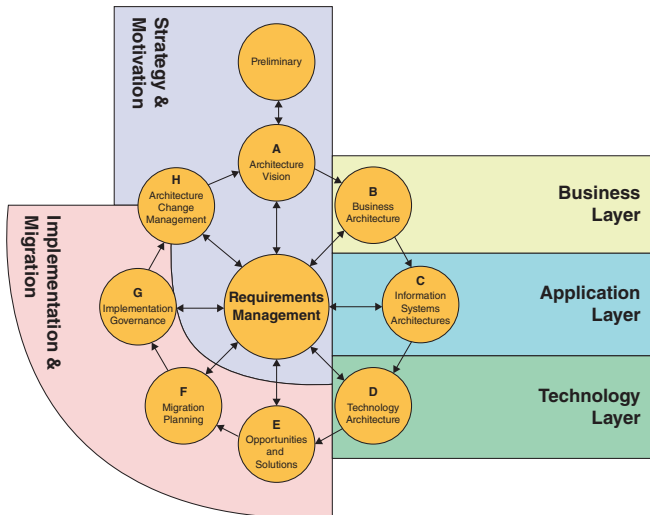 Strategy &
Motivation
Preliminary
A
Architecture
Vision
H
Architecture
Change
Management
B
Business
Architecture
Business
Layer
Implementation &
Migration
G
Implementation
Governance
Requirements
Management
C
Information
Systems
Architectures
Application
Layer
F
Migration
Planning
E
Opportunities
and
Solutions
D
Technology
Architecture
Technology
Layer